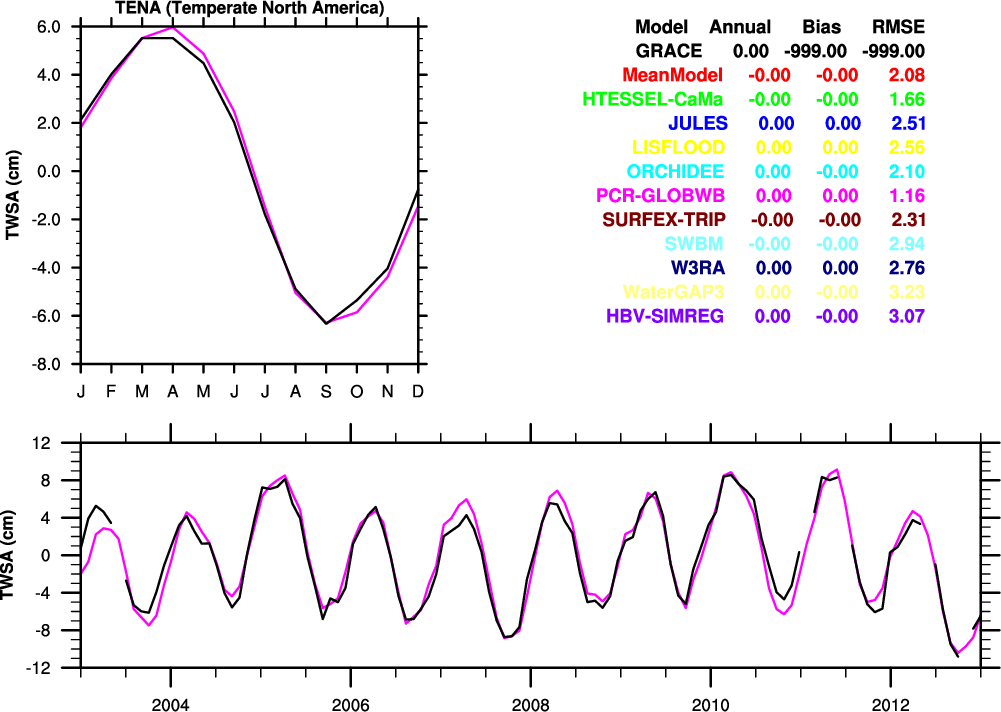 TENA (Temperate North America)
6.0
4.0
2.0
0.0
-2.0
-4.0
-6.0
-8.0
TWSA (cm)
J F M A M J J A S O N D
Model Annual Bias RMSE
GRACE 0.00 -999.00 -999.00
MeanModel -0.00 -0.00 2.08
HTESSEL-CaMa -0.00 -0.00 1.66
JULES 0.00 0.00 2.51
LISFLOOD 0.00 0.00 2.56
ORCHIDEE 0.00 -0.00 2.10
PCR-GLOBWB 0.00 0.00 1.16
SURFEX-TRIP -0.00 -0.00 2.31
SWBM -0.00 -0.00 2.94
W3RA 0.00 0.00 2.76
WaterGAP3 0.00 -0.00 3.23
HBV-SIMREG 0.00 -0.00 3.07
12
8
4
0
-4
-8
-12
TWSA (cm)
2004 2006 2008 2010 2012